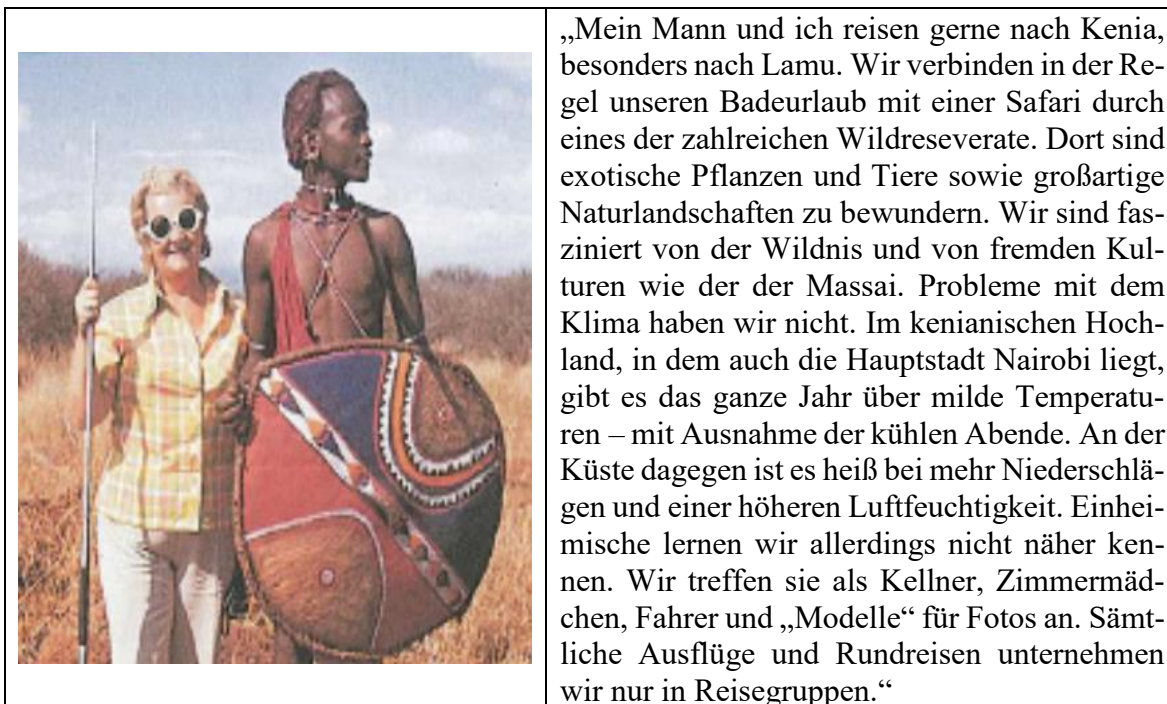 „Mein Mann und ich reisen gerne nach Kenia,
besonders nach Lamu. Wir verbinden in der Re-
gel unseren Badeurlaub mit einer Safari durch
eines der zahlreichen Wildreseverate. Dort sind
exotische Pflanzen und Tiere sowie großartige
Naturlandschaften zu bewundern. Wir sind fas-
ziniert von der Wildnis und von fremden Kul-
turen wie der der Massai. Probleme mit dem
Klima haben wir nicht. Im kenianischen Hoch-
land, in dem auch die Hauptstadt Nairobi liegt,
gibt es das ganze Jahr über milde Temperatu-
ren – mit Ausnahme der kühlen Abende. An der
Küste dagegen ist es heiß bei mehr Niederschlä-
gen und einer höheren Luftfeuchtigkeit. Einhei-
mische lernen wir allerdings nicht näher ken-
nen. Wir treffen sie als Kellner, Zimmermäd-
chen, Fahrer und „Modelle“ für Fotos an. Sämt-
liche Ausflüge und Rundreisen unternehmen
wir nur in Reisegruppen.“